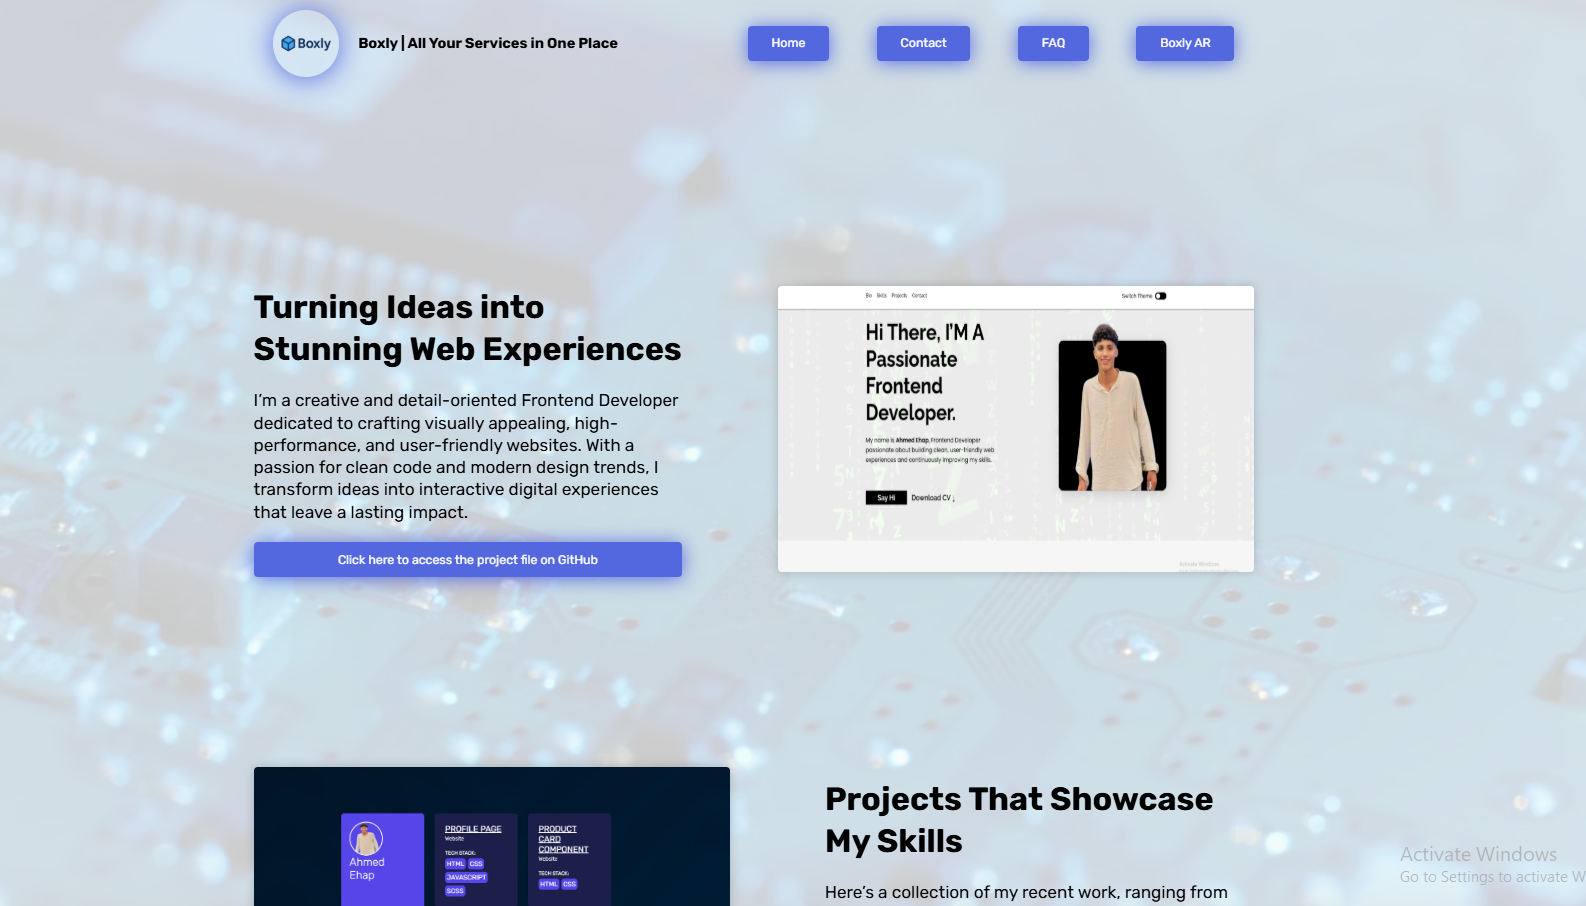 Boxly
Boxly | All Your Services in One Place
Home
Contact
FAQ
Boxly AR
Turning Ideas into
Stunning Web Experiences
I'm a creative and detail-oriented Frontend Developer
dedicated to crafting visually appealing, high-
performance, and user-friendly websites. With a
passion for clean code and modern design trends, I
transform ideas into interactive digital experiences
that leave a lasting impact.
Click here to access the project file on GitHub
Bio Skills Projects Contact
Switch Theme
Hi There, I'M A
Passionate
Frontend
Developer.
My name is Ahmed Ehap, Frontend Developer
passionate about building clean, user-friendly web
experiences and continuously improving my skills.
Say Hi
Download CV ↓
Activate Windows
Ahmed
Ehap
PROFILE PAGE
Website
TECH STACK:
HTML CSS
JAVASCRIPT
SCSS
PRODUCT
CARD
COMPONENT
Website
TECH STACK:
HTML CSS
Projects That Showcase
My Skills
Here's a collection of my recent work, ranging from
Activate Windows
Go to Settings to activate W